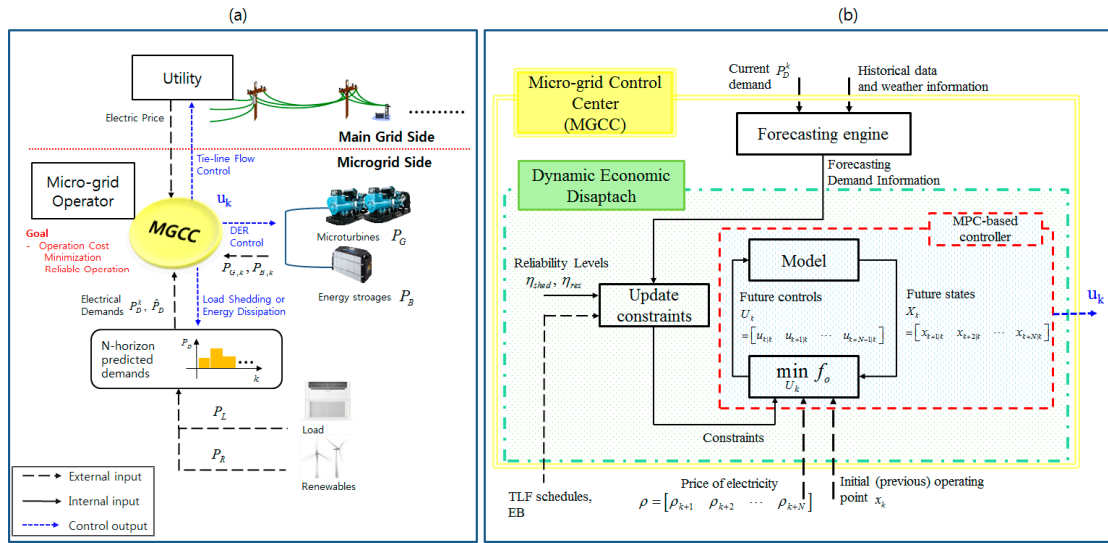 (a)
Utility
Electric Price
Main Grid Side
Microgrid Side
Tie-line Flow
Control
Micro-grid
Operator
u_k
MGCC
DER
Control
Goal
- Operation Cost
Minimization
Reliable Operation
Microturbines P_G
P_{G,k}, P_{B,k}
Energy stroages P_B
Electrical
Demands P_D^k, P̂_D
Load Shedding or
Energy Dissipation
N-horizon
predicted
demands
P_D
k
P_L
Load
P_R
Renewables
External input
Internal input
Control output
(b)
Current P_D^k
demand
Historical data
and weather information
Micro-grid Control
Center
(MGCC)
Forecasting engine
Forecasting
Demand Information
Dynamic Economic
Disaptach
MPC-based
controller
Reliability Levels
η_{shed}, η_{res}
Update
constraints
Model
Future controls
U_k
=[u_{k|k} u_{k+1|k} ⋯ u_{k+N-1|k}]
Future states
X_k
=[x_{k+1|k} x_{k+2|k} ⋯ x_{k+N|k}]
u_k
min f_o
U_k
Constraints
TLF schedules,
EB
Price of electricity
ρ=[ρ_{k+1} ρ_{k+2} ⋯ ρ_{k+N}]
Initial (previous) operating
point x_k